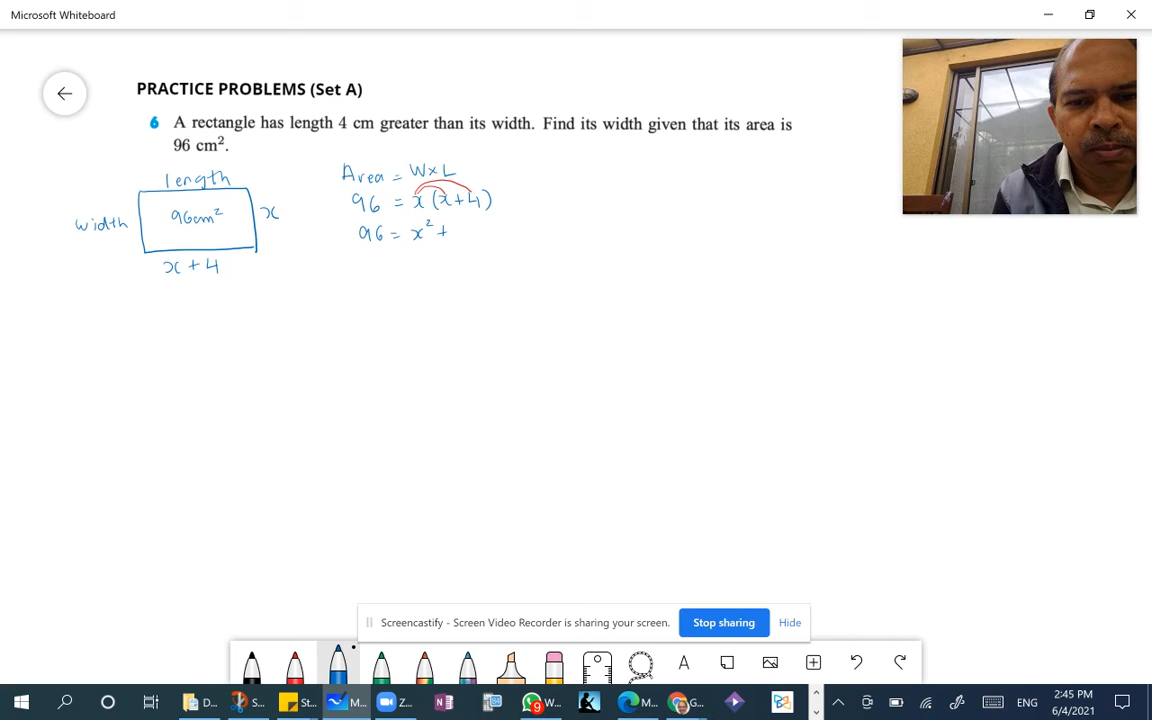 Microsoft Whiteboard
PRACTICE PROBLEMS (Set A)
6 A rectangle has length 4 cm greater than its width. Find its width given that its area is
96 cm².
length
width
96cm²
x
x + 4
Area = W×L
96 = x(x+4)
96 = x² +
Screencastify - Screen Video Recorder is sharing your screen.
Stop sharing
Hide
D...
S...
St...
M...
Z...
9
W...
M...
G...
ENG
2:45 PM
6/4/2021